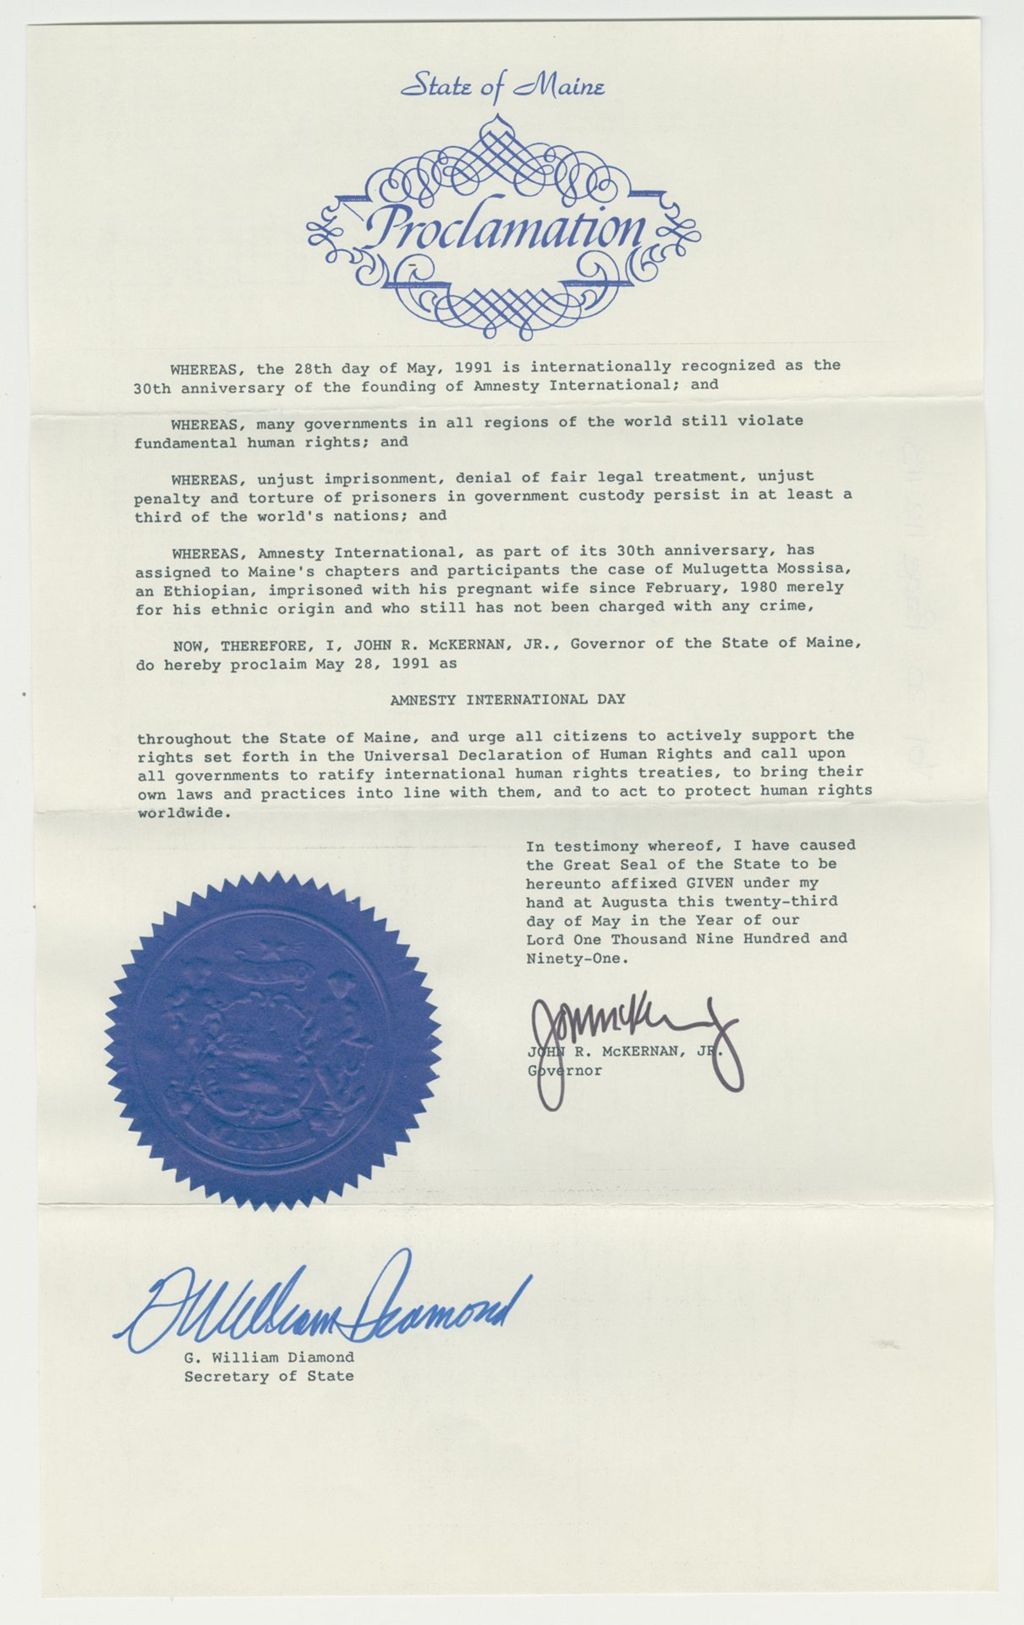 State of Maine
Proclamation
WHEREAS, the 28th day of May, 1991 is internationally recognized as the
30th anniversary of the founding of Amnesty International; and
WHEREAS, many governments in all regions of the world still violate
fundamental human rights; and
WHEREAS, unjust imprisonment, denial of fair legal treatment, unjust
penalty and torture of prisoners in government custody persist in at least a
third of the world's nations; and
WHEREAS, Amnesty International, as part of its 30th anniversary, has
assigned to Maine's chapters and participants the case of Mulugetta Mossisa,
an Ethiopian, imprisoned with his pregnant wife since February, 1980 merely
for his ethnic origin and who still has not been charged with any crime,
NOW, THEREFORE, I, JOHN R. McKERNAN, JR., Governor of the State of Maine,
do hereby proclaim May 28, 1991 as
AMNESTY INTERNATIONAL DAY
throughout the State of Maine, and urge all citizens to actively support the
rights set forth in the Universal Declaration of Human Rights and call upon
all governments to ratify international human rights treaties, to bring their
own laws and practices into line with them, and to act to protect human rights
worldwide.
In testimony whereof, I have caused
the Great Seal of the State to be
hereunto affixed GIVEN under my
hand at Augusta this twenty-third
day of May in the Year of our
Lord One Thousand Nine Hundred and
Ninety-One.
JOHN R. McKERNAN, JR.
Governor
G William Diamond
G. William Diamond
Secretary of State